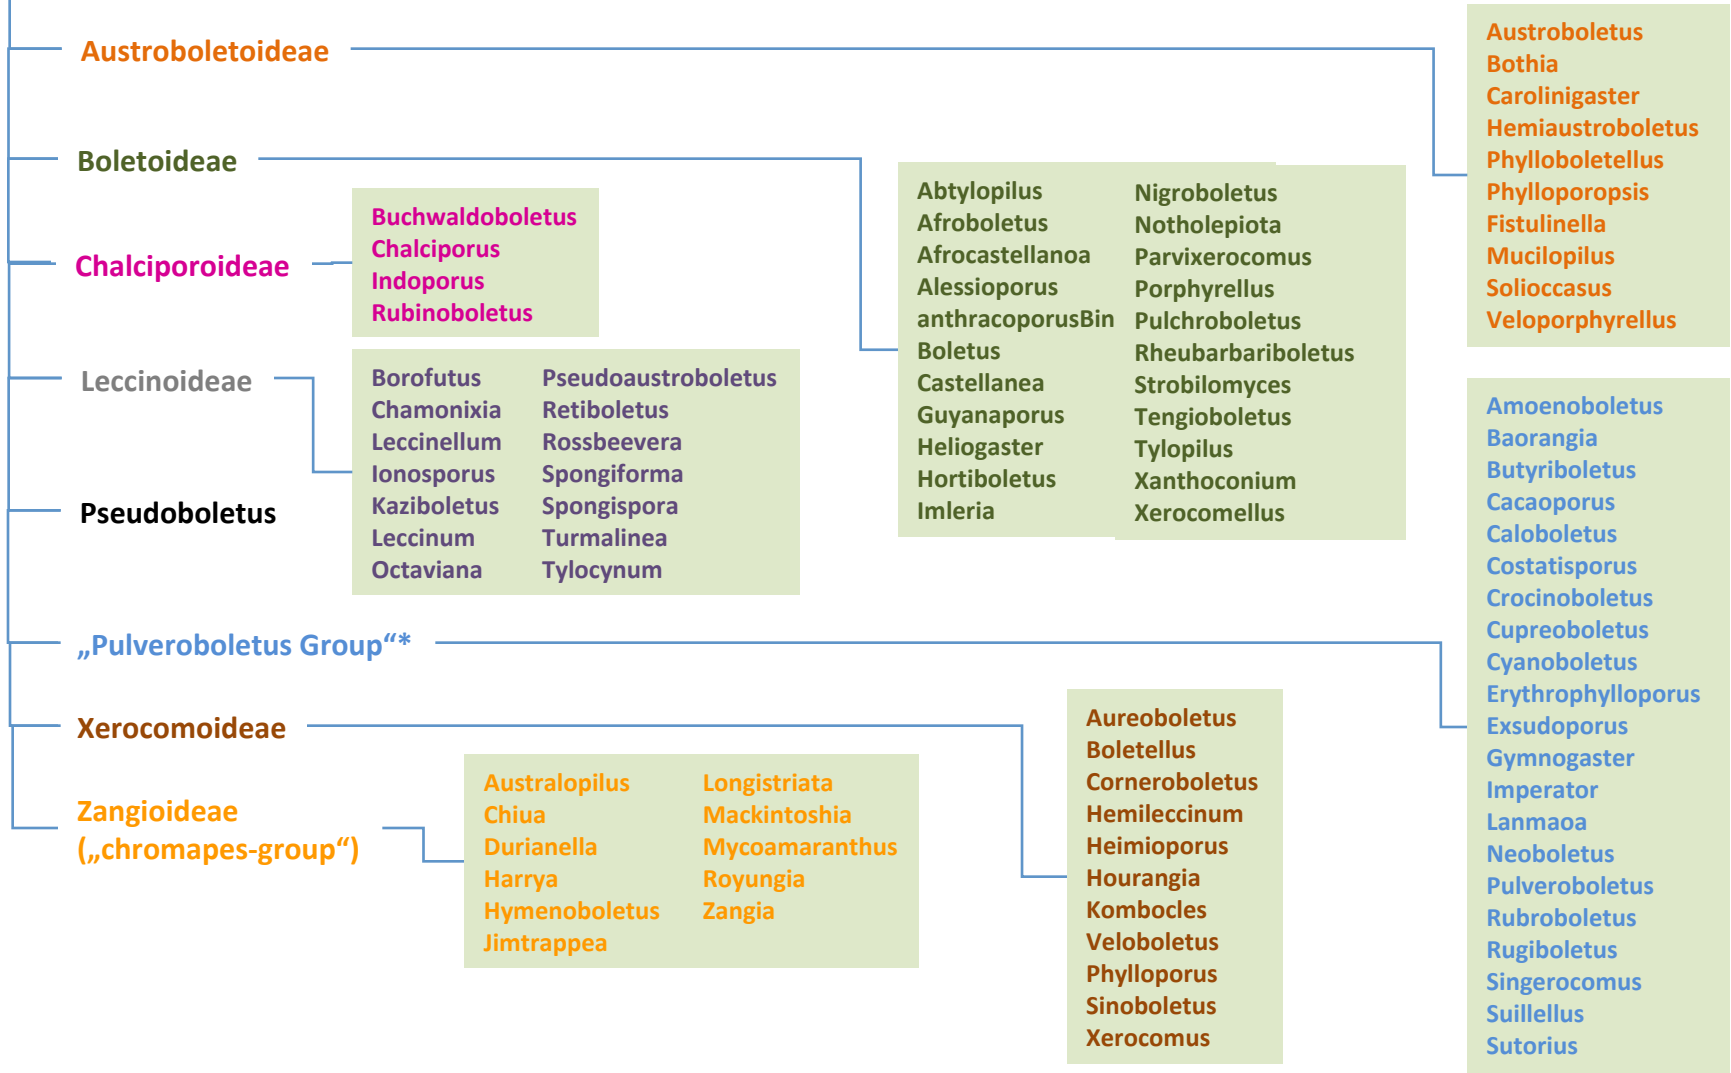 Austroboletoideae
Austroboletus
Bothia
Carolinigaster
Hemiaustroboletus
Phylloboletellus
Phylloporopsis
Fistulinella
Mucilopilus
Solioccasus
Veloporphyrellus
Boletoideae
Abtylopilus
Afroboletus
Afrocastellanoa
Alessioporus
anthracoporusBin
Boletus
Castellanea
Guyanaporus
Heliogaster
Hortiboletus
Imleria
Nigroboletus
Notholepiota
Parvixerocomus
Porphyrellus
Pulchroboletus
Rheubarbariboletus
Strobilomyces
Tengioboletus
Tylopilus
Xanthoconium
Xerocomellus
Chalciporoideae
Buchwaldoboletus
Chalciporus
Indoporus
Rubinoboletus
Leccinoideae
Borofutus
Chamonixia
Leccinellum
Ionosporus
Kaziboletus
Leccinum
Octaviana
Pseudoaustroboletus
Retiboletus
Rossbeevera
Spongiforma
Spongispora
Turmalinea
Tylocynum
Pseudoboletus
„Pulveroboletus Group“*
Amoenoboletus
Baorangia
Butyriboletus
Cacaoporus
Caloboletus
Costatisporus
Crocinoboletus
Cupreoboletus
Cyanoboletus
Erythrophylloporus
Exsudoporus
Gymnogaster
Imperator
Lanmaoa
Neoboletus
Pulveroboletus
Rubroboletus
Rugiboletus
Singerocomus
Suillellus
Sutorius
Xerocomoideae
Aureoboletus
Boletellus
Corneroboletus
Hemileccinum
Heimioporus
Hourangia
Kombocles
Veloboletus
Phylloporus
Sinoboletus
Xerocomus
Zangioideae
(„chromapes-group“)
Australopilus
Chiua
Durianella
Harrya
Hymenoboletus
Jimtrappea
Longistriata
Mackintoshia
Mycoamaranthus
Royungia
Zangia